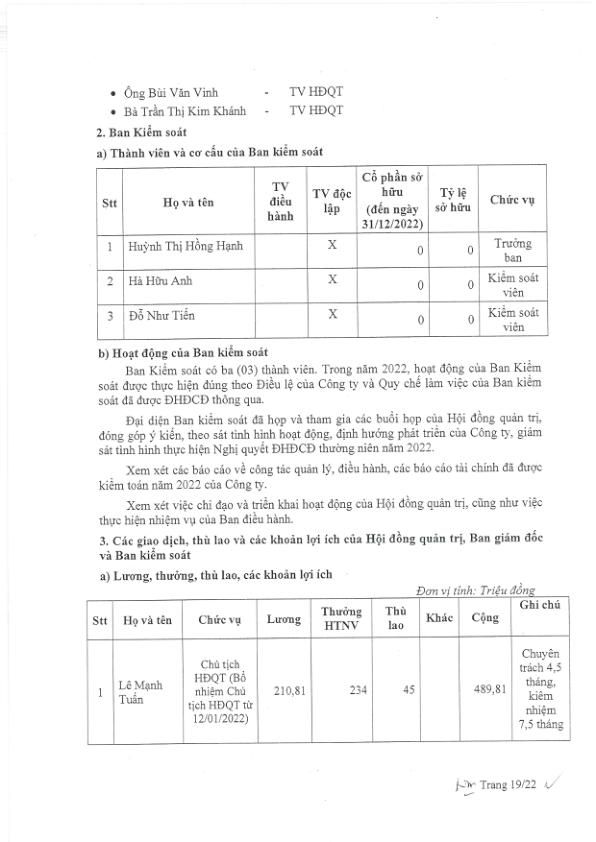 • Ông Bùi Văn Vinh - TV HĐQT
• Bà Trần Thị Kim Khánh - TV HĐQT
2. Ban Kiểm soát
a) Thành viên và cơ cấu của Ban kiểm soát
Stt Họ và tên TV điều hành TV độc lập Cổ phần sở hữu (đến ngày 31/12/2022) Tỷ lệ sở hữu Chức vụ
1 Huỳnh Thị Hồng Hạnh X 0 0 Trưởng ban
2 Hà Hữu Anh X 0 0 Kiểm soát viên
3 Đỗ Như Tiến X 0 0 Kiểm soát viên
b) Hoạt động của Ban kiểm soát
Ban Kiểm soát có ba (03) thành viên. Trong năm 2022, hoạt động của Ban Kiểm
soát được thực hiện đúng theo Điều lệ của Công ty và Quy chế làm việc của Ban kiểm
soát đã được ĐHĐCĐ thông qua.
Đại diện Ban kiểm soát đã họp và tham gia các buổi họp của Hội đồng quản trị,
đóng góp ý kiến, theo sát tình hình hoạt động, định hướng phát triển của Công ty, giám
sát tình hình thực hiện Nghị quyết ĐHĐCĐ thường niên năm 2022.
Xem xét các báo cáo về công tác quản lý, điều hành, các báo cáo tài chính đã được
kiểm toán năm 2022 của Công ty.
Xem xét việc chỉ đạo và triển khai hoạt động của Hội đồng quản trị, cũng như việc
thực hiện nhiệm vụ của Ban điều hành.
3. Các giao dịch, thù lao và các khoản lợi ích của Hội đồng quản trị, Ban giám đốc
và Ban kiểm soát
a) Lương, thưởng, thù lao, các khoản lợi ích
Đơn vị tính: Triệu đồng
Stt Họ và tên Chức vụ Lương Thưởng HTNV Thù lao Khác Cộng Ghi chú
1 Lê Mạnh Tuấn Chủ tịch HĐQT (Bổ nhiệm Chủ tịch HĐQT từ 12/01/2022) 210,81 234 45 489,81 Chuyên trách 4,5 tháng, kiêm nhiệm 7,5 tháng
Trang 19/22